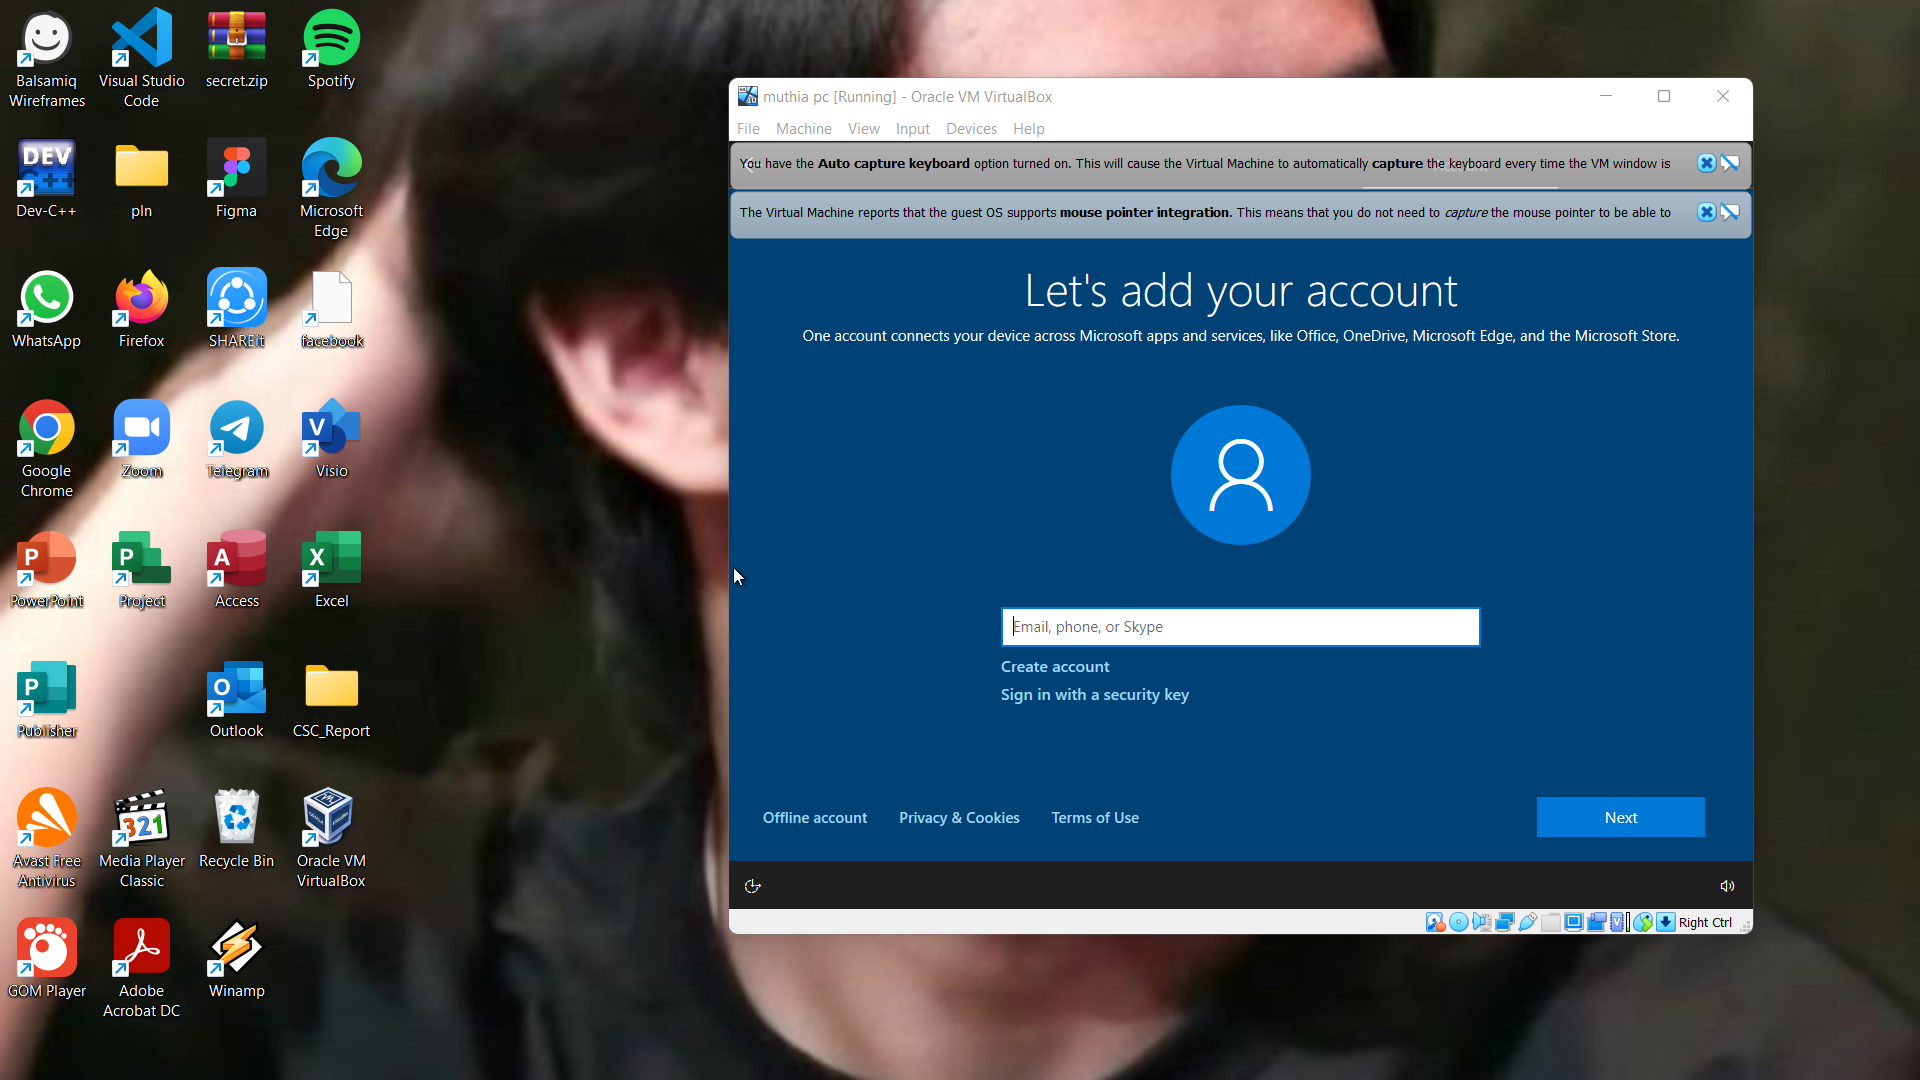 Balsamiq
Wireframes
Visual Studio
Code
secret.zip
Spotify
DEV
C++
Dev-C++
pln
Figma
Microsoft
Edge
WhatsApp
Firefox
SHAREit
facebook
Google
Chrome
Zoom
Telegram
V
Visio
P
PowerPoint
P
Project
A
Access
X
Excel
P
Publisher
O
Outlook
CSC_Report
Avast Free
Antivirus
321
Media Player
Classic
Recycle Bin
Oracle VM
VirtualBox
GOM Player
Adobe
Acrobat DC
Winamp
muthia pc [Running] - Oracle VM VirtualBox
File Machine View Input Devices Help
You have the Auto capture keyboard option turned on. This will cause the Virtual Machine to automatically capture the keyboard every time the VM window is
The Virtual Machine reports that the guest OS supports mouse pointer integration. This means that you do not need to capture the mouse pointer to be able to
Let's add your account
One account connects your device across Microsoft apps and services, like Office, OneDrive, Microsoft Edge, and the Microsoft Store.
Email, phone, or Skype
Create account
Sign in with a security key
Offline account Privacy & Cookies Terms of Use Next
Right Ctrl